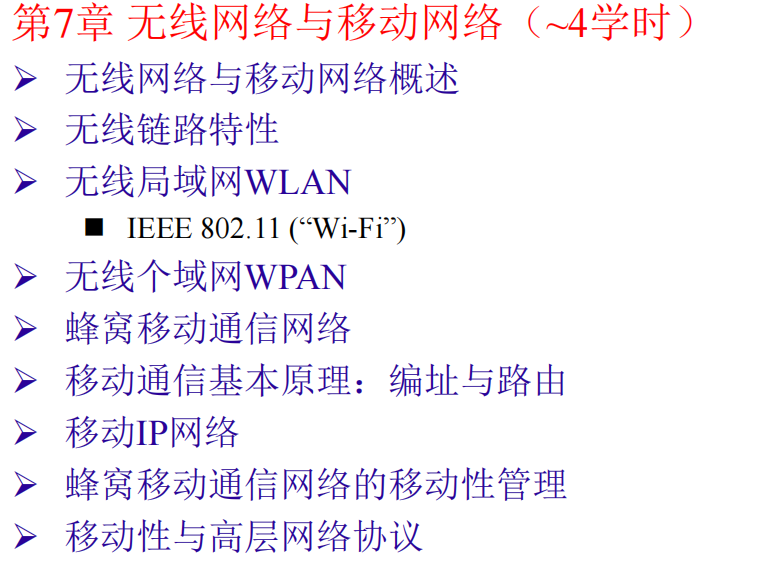 第7章 无线网络与移动网络（~4学时）
➢ 无线网络与移动网络概述
➢ 无线链路特性
➢ 无线局域网WLAN
■ IEEE 802.11 (“Wi-Fi”)
➢ 无线个域网WPAN
➢ 蜂窝移动通信网络
➢ 移动通信基本原理：编址与路由
➢ 移动IP网络
➢ 蜂窝移动通信网络的移动性管理
➢ 移动性与高层网络协议